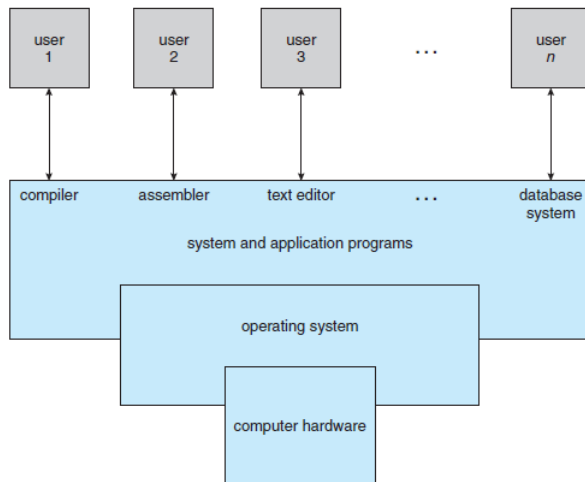 user
1
user
2
user
3
...
user
n
compiler
assembler
text editor
...
database
system
system and application programs
operating system
computer hardware